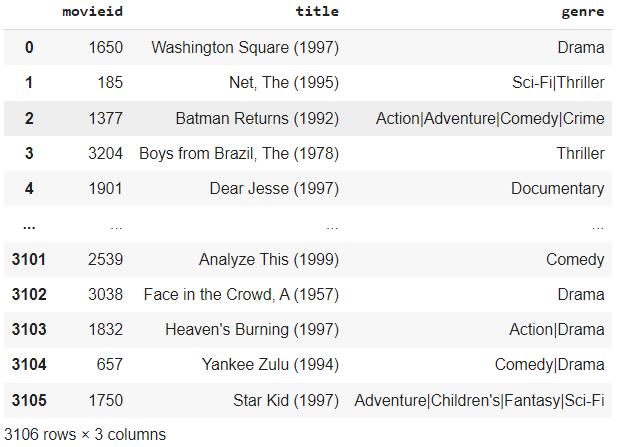 movieid title genre
0 1650 Washington Square (1997) Drama
1 185 Net, The (1995) Sci-Fi|Thriller
2 1377 Batman Returns (1992) Action|Adventure|Comedy|Crime
3 3204 Boys from Brazil, The (1978) Thriller
4 1901 Dear Jesse (1997) Documentary
... ... ... ...
3101 2539 Analyze This (1999) Comedy
3102 3038 Face in the Crowd, A (1957) Drama
3103 1832 Heaven's Burning (1997) Action|Drama
3104 657 Yankee Zulu (1994) Comedy|Drama
3105 1750 Star Kid (1997) Adventure|Children's|Fantasy|Sci-Fi
3106 rows × 3 columns